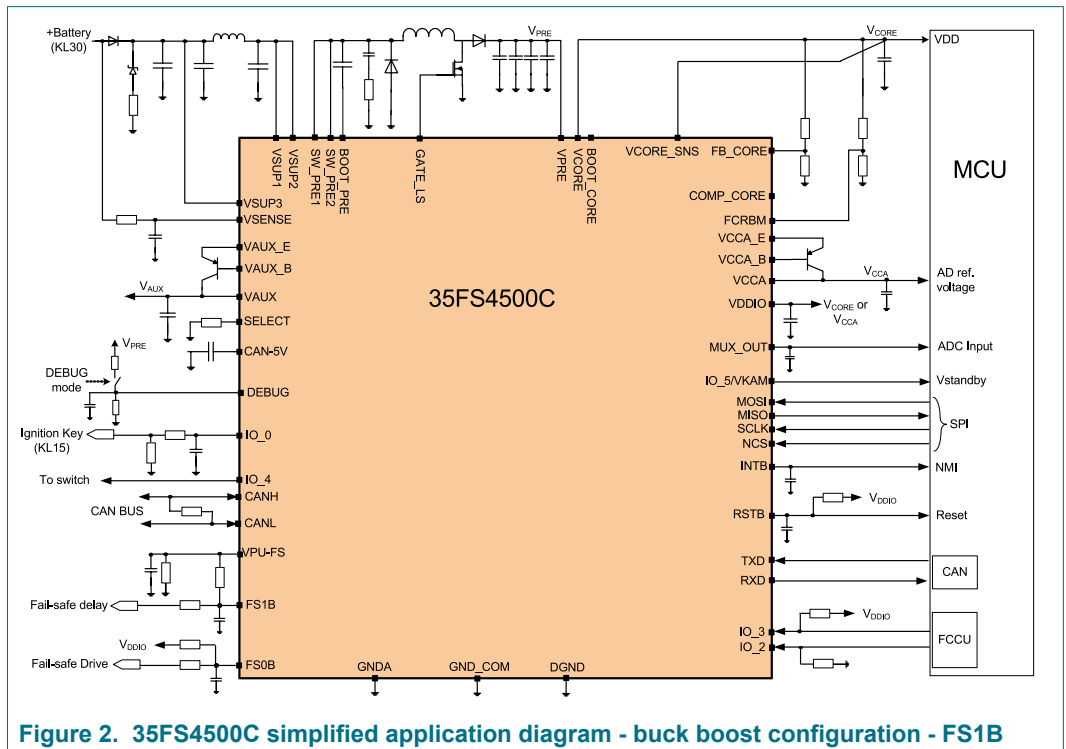 +Battery
(KL30)
VPRE
VCORE
VDD
MCU
VSUP1
VSUP2
SW_PRE1
SW_PRE2
BOOT_PRE
GATE_LS
VPRE
VCORE
BOOT_CORE
VCORE_SNS
FB_CORE
COMP_CORE
FCRBM
VCCA_E
VCCA_B
VCCA
VCCA
AD ref.
voltage
VDDIO
VCORE or
VCCA
MUX_OUT
ADC Input
IO_5/VKAM
Vstandby
MOSI
MISO
SCLK
NCS
SPI
INTB
NMI
VDDIO
RSTB
Reset
TXD
RXD
CAN
VDDIO
IO_3
IO_2
FCCU
35FS4500C
VSUP3
VSENSE
VAUX_E
VAUX_B
VAUX
VAUX
SELECT
CAN-5V
VPRE
DEBUG
mode
DEBUG
Ignition Key
(KL15)
IO_0
To switch
IO_4
CANH
CAN BUS
CANL
VPU-FS
Fail-safe delay
FS1B
VDDIO
Fail-safe Drive
FS0B
GNDA
GND_COM
DGND
Figure 2. 35FS4500C simplified application diagram - buck boost configuration - FS1B